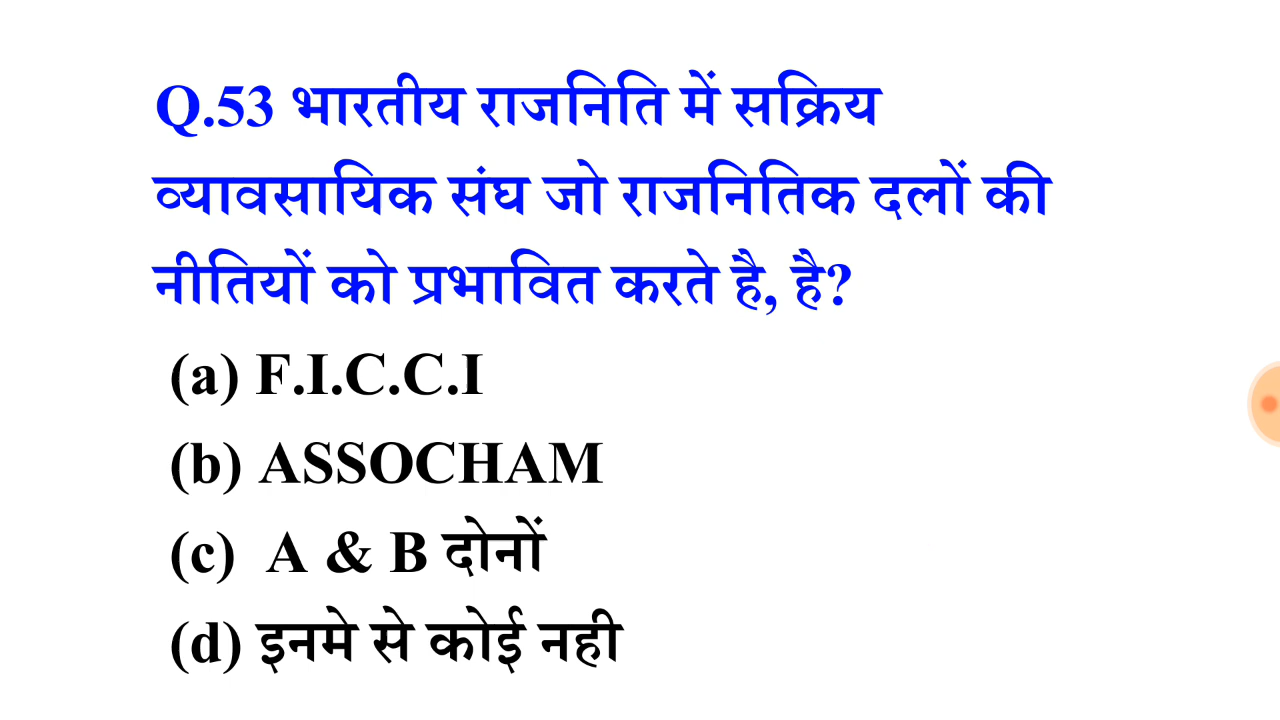 Q.53 भारतीय राजनिति में सक्रिय
व्यावसायिक संघ जो राजनितिक दलों की
नीतियों को प्रभावित करते है, है?
(a) F.I.C.C.I
(b) ASSOCHAM
(c) A & B दोनों
(d) इनमे से कोई नही